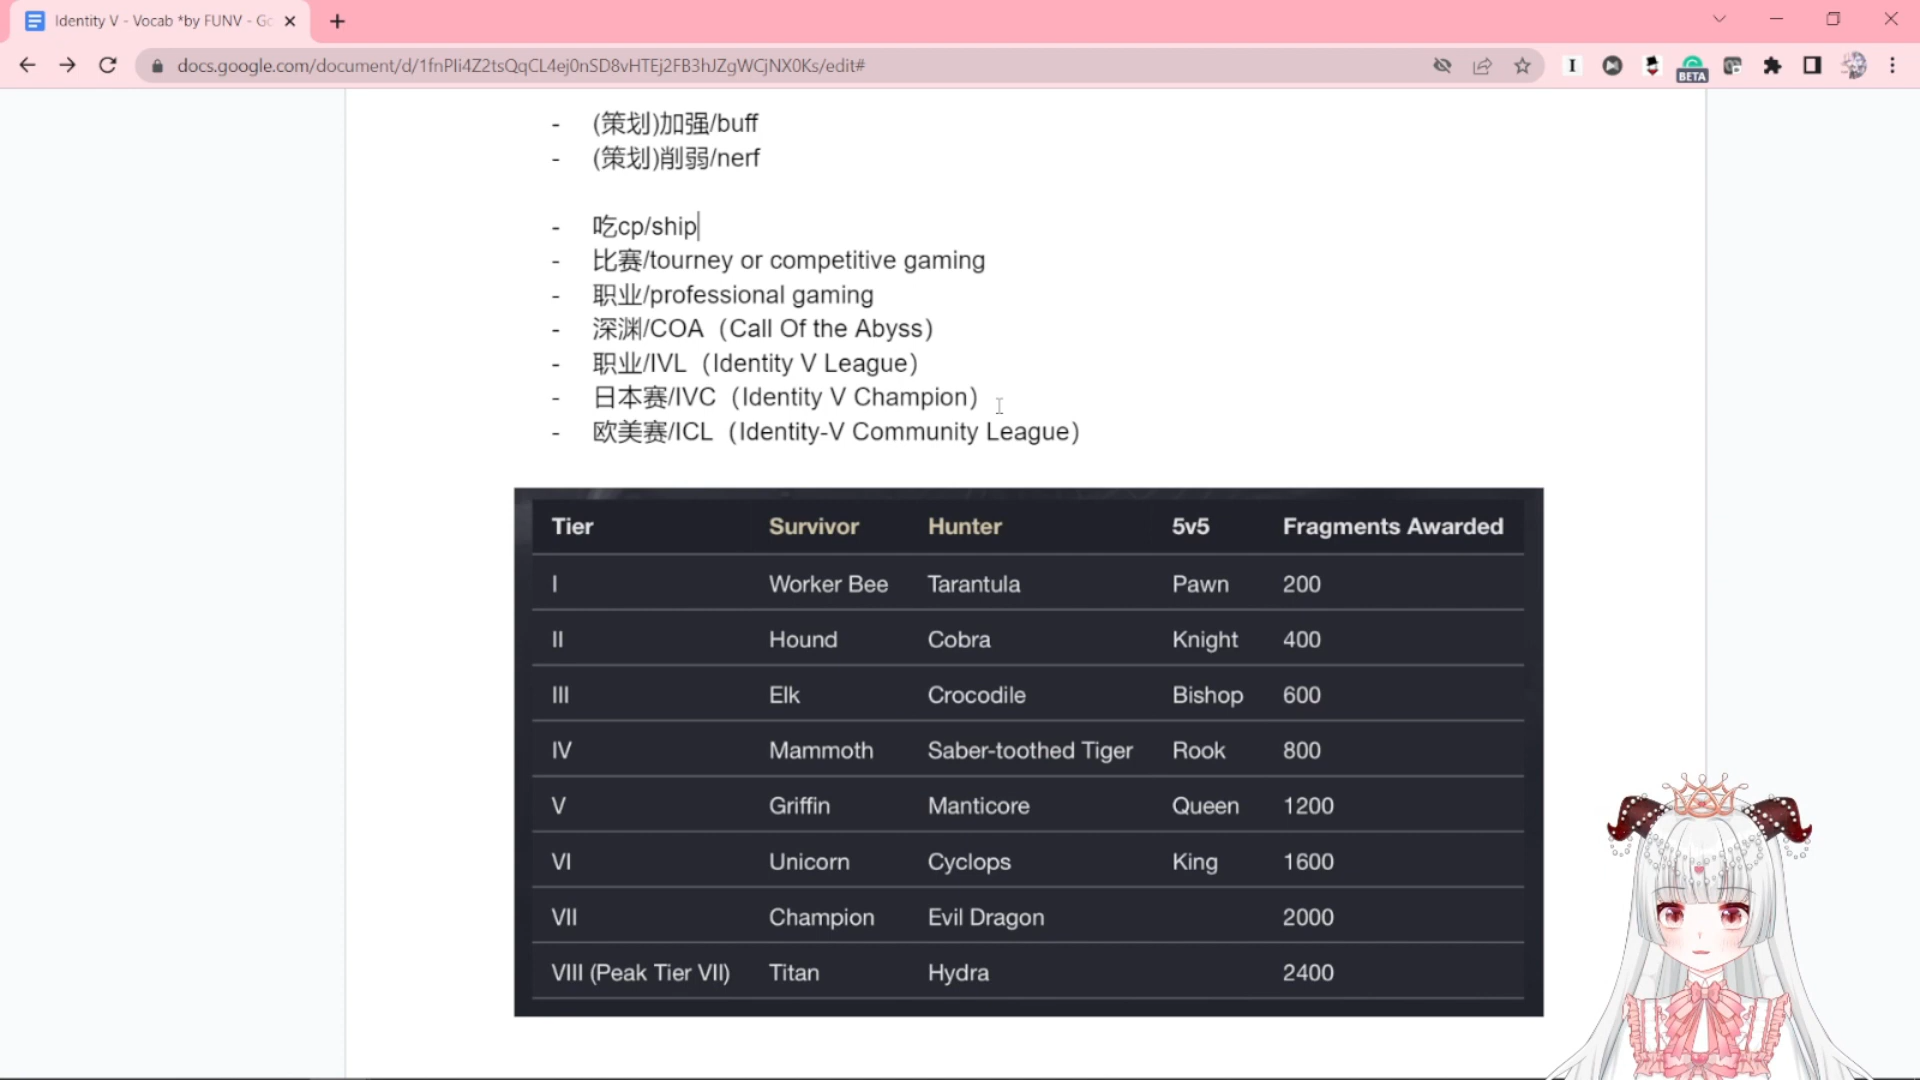 Identity V - Vocab *by FUNV - Go
docs.google.com/document/d/1fnPIi4Z2tsQqCL4ej0nSD8vHTEj2FB3hJZgWCjNX0Ks/edit#
BETA
- (策划)加强/buff
- (策划)削弱/nerf
- 吃cp/ship
- 比赛/tourney or competitive gaming
- 职业/professional gaming
- 深渊/COA（Call Of the Abyss）
- 职业/IVL（Identity V League）
- 日本赛/IVC（Identity V Champion）
- 欧美赛/ICL（Identity-V Community League）
Tier Survivor Hunter 5v5 Fragments Awarded
I Worker Bee Tarantula Pawn 200
II Hound Cobra Knight 400
III Elk Crocodile Bishop 600
IV Mammoth Saber-toothed Tiger Rook 800
V Griffin Manticore Queen 1200
VI Unicorn Cyclops King 1600
VII Champion Evil Dragon 2000
VIII (Peak Tier VII) Titan Hydra 2400